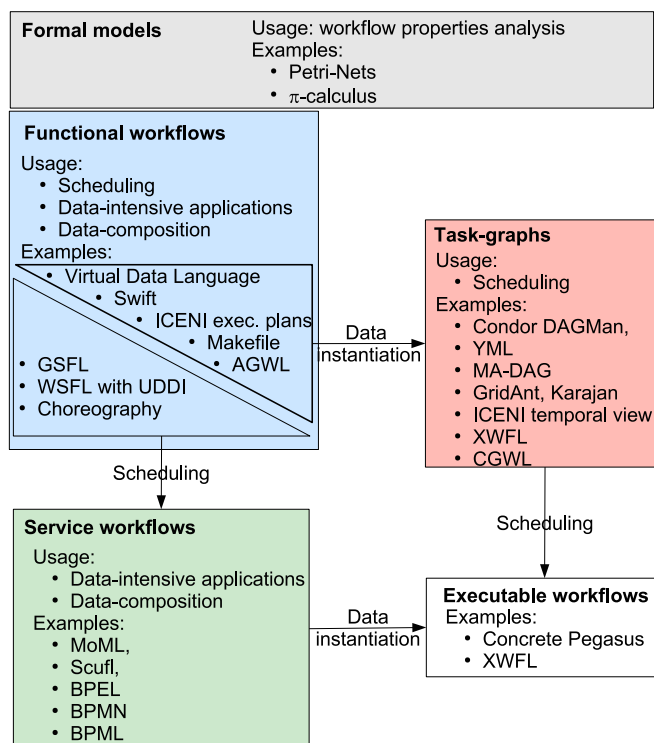 Formal models
Usage: workflow properties analysis
Examples:
• Petri-Nets
• π-calculus
Functional workflows
Usage:
• Scheduling
• Data-intensive applications
• Data-composition
Examples:
• Virtual Data Language
• Swift
• ICENI exec. plans
• Makefile
• AGWL
• GSFL
• WSFL with UDDI
• Choreography
Data
instantiation
Task-graphs
Usage:
• Scheduling
Examples:
• Condor DAGMan,
• YML
• MA-DAG
• GridAnt, Karajan
• ICENI temporal view
• XWFL
• CGWL
Scheduling
Scheduling
Service workflows
Usage:
• Data-intensive applications
• Data-composition
Examples:
• MoML,
• Scufl,
• BPEL
• BPMN
• BPML
Data
instantiation
Executable workflows
Examples:
• Concrete Pegasus
• XWFL